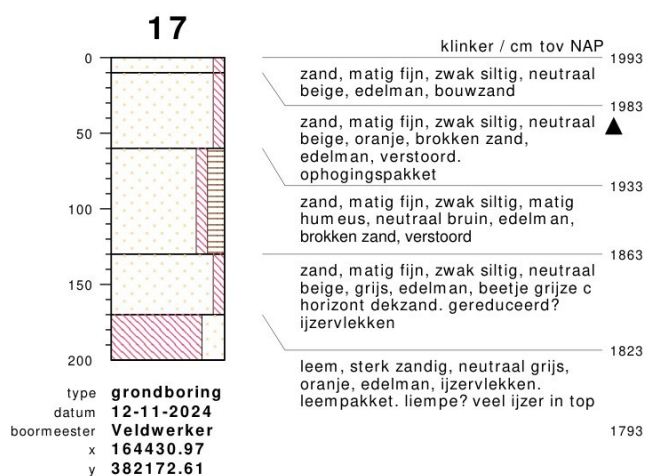 17
klinker / cm tov NAP
0
1993
zand, matig fijn, zwak siltig, neutraal
beige, edelman, bouwzand
1983
zand, matig fijn, zwak siltig, neutraal
beige, oranje, brokken zand,
edelman, verstoord.
ophogingspakket
50
1933
zand, matig fijn, zwak siltig, matig
humeus, neutraal bruin, edelman,
brokken zand, verstoord
100
1863
zand, matig fijn, zwak siltig, neutraal
beige, grijs, edelman, beetje grijze c
horizont dekzand. gereduceerd?
ijzervlekken
150
1823
leem, sterk zandig, neutraal grijs,
oranje, edelman, ijzervlekken.
leempakket. liempe? veel ijzer in top
200
1793
type grondboring
datum 12-11-2024
boormeester Veldwerker
x 164430.97
y 382172.61